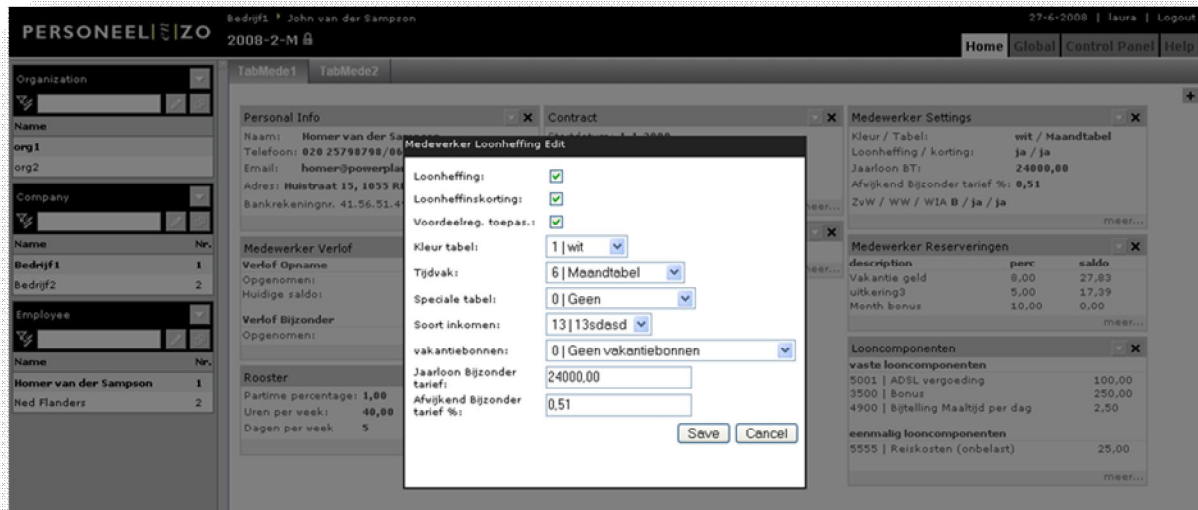 PERSONEEL| |ZO
Bedrijf1 John van der Sampson
2008-2-M
27-6-2008 | laura | Logout
Home Global Control Panel Help
Organization
Name
org1
org2
Company
Name Nr.
Bedrijf1 1
Bedrijf2 2
Employee
Name Nr.
Homer van der Sampson 1
Ned Flanders 2
TabMede1 TabMede2
Personal Info
Naam: Homer van der Sampson
Telefoon: 020 25798798/06
Email: homer@powerplan
Adres: Huistraat 15, 1055 R
Bankrekeningnr. 41.56.51.4
Medewerker Verlof
Verlof Opname
Opgenomen:
Huidige saldo:
Verlof Bijzonder
Opgenomen:
Rooster
Partime percentage: 1,00
Uren per week: 40,00
Dagen per week 5
Contract
meer...
meer...
Medewerker Loonheffing Edit
Loonheffing:
Loonheffinskorting:
Voordeelreg. toepas.:
Kleur tabel: 1 | wit
Tijdvak: 6 | Maandtabel
Speciale tabel: 0 | Geen
Soort inkomen: 13 | 13sdasd
vakantiebonnen: 0 | Geen vakantiebonnen
Jaarloon Bijzonder tarief: 24000,00
Afwijkend Bijzonder tarief %: 0,51
Save Cancel
Medewerker Settings
Kleur / Tabel: wit / Maandtabel
Loonheffing / korting: ja / ja
Jaarloon BT: 24000,00
Afwijkend Bijzonder tarief %: 0,51
ZvW / WW / WIA B / ja / ja
meer...
Medewerker Reserveringen
description perc saldo
Vakantie geld 8,00 27,83
uitkering3 5,00 17,39
Month bonus 10,00 0,00
meer...
Looncomponenten
vaste looncomponenten
5001 | ADSL vergoeding 100,00
3500 | Bonus 250,00
4900 | Bijtelling Maaltijd per dag 2,50
eenmalig looncomponenten
5555 | Reiskosten (onbelast) 25,00
meer...